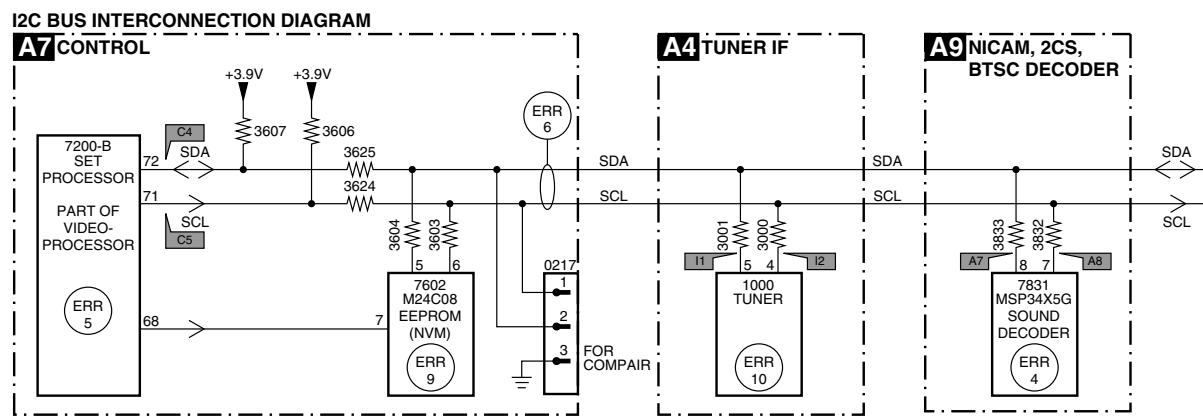 I2C BUS INTERCONNECTION DIAGRAM
A7 CONTROL
A4 TUNER IF
A9 NICAM, 2CS,
BTSC DECODER
+3.9V
+3.9V
3607
3606
ERR
6
7200-B
SET
PROCESSOR
PART OF
VIDEO-
PROCESSOR
ERR
5
72
C4
SDA
71
SCL
C5
68
3625
3624
3604
3603
5
6
7
7602
M24C08
EEPROM
(NVM)
ERR
9
0217
1
2
3
FOR
COMPAIR
SDA
SCL
3001
3000
I1
5
4
I2
1000
TUNER
ERR
10
SDA
SCL
3833
3832
A7
8
7
A8
7831
MSP34X5G
SOUND
DECODER
ERR
4
SDA
SCL